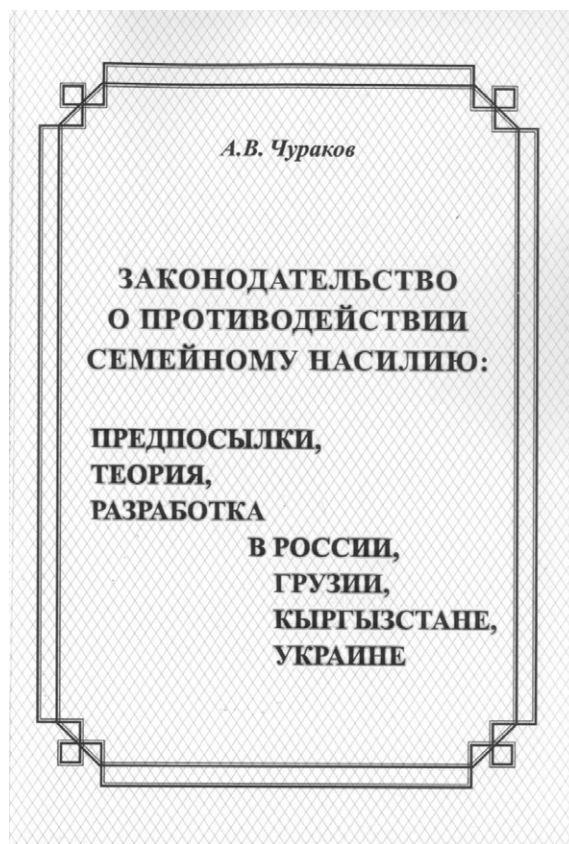 А.В. Чураков
ЗАКОНОДАТЕЛЬСТВО
О ПРОТИВОДЕЙСТВИИ
СЕМЕЙНОМУ НАСИЛИЮ:
ПРЕДПОСЫЛКИ,
ТЕОРИЯ,
РАЗРАБОТКА
В РОССИИ,
ГРУЗИИ,
КЫРГЫЗСТАНЕ,
УКРАИНЕ